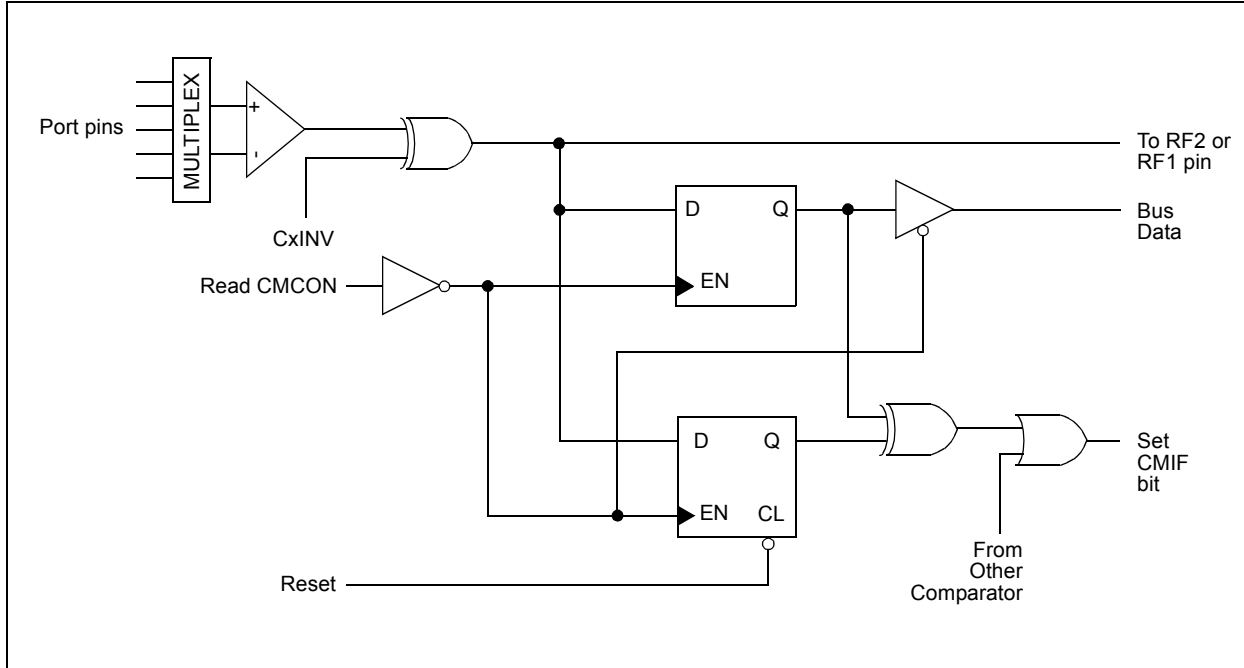 MULTIPLEX
Port pins
+
-
CxINV
To RF2 or
RF1 pin
D
Q
EN
Bus
Data
Read CMCON
D
Q
EN
CL
Set
CMIF
bit
From
Other
Comparator
Reset